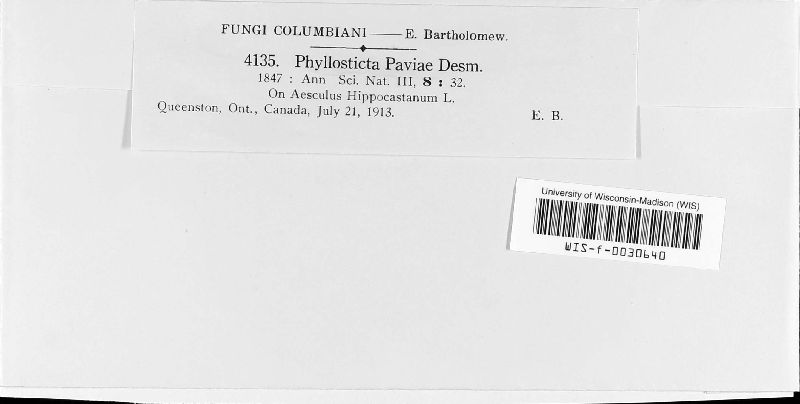 FUNGI COLUMBIANI — E. Bartholomew.
4135. Phyllosticta Paviae Desm.
1847 : Ann Sci. Nat. III, 8 : 32.
On Aesculus Hippocastanum L.
Queenston, Ont., Canada, July 21, 1913. E. B.
University of Wisconsin-Madison (WIS)
WIS-f-0030640